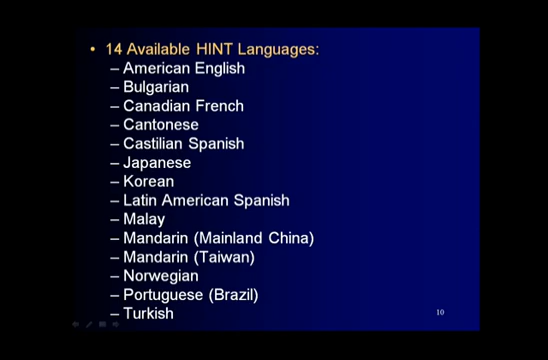 • 14 Available HINT Languages:
– American English
– Bulgarian
– Canadian French
– Cantonese
– Castilian Spanish
– Japanese
– Korean
– Latin American Spanish
– Malay
– Mandarin (Mainland China)
– Mandarin (Taiwan)
– Norwegian
– Portuguese (Brazil)
– Turkish
10